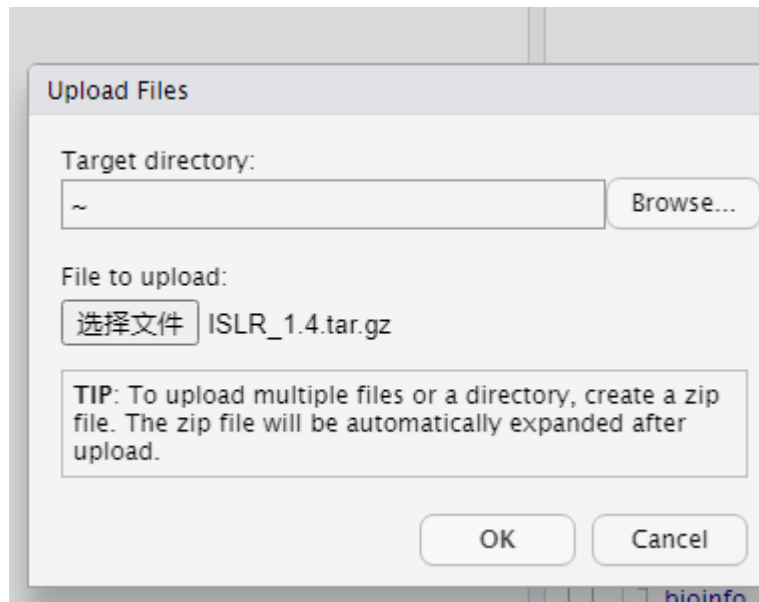 Upload Files
Target directory:
~
Browse...
File to upload:
选择文件 ISLR_1.4.tar.gz
TIP: To upload multiple files or a directory, create a zip
file. The zip file will be automatically expanded after
upload.
OK
Cancel
bioinfo